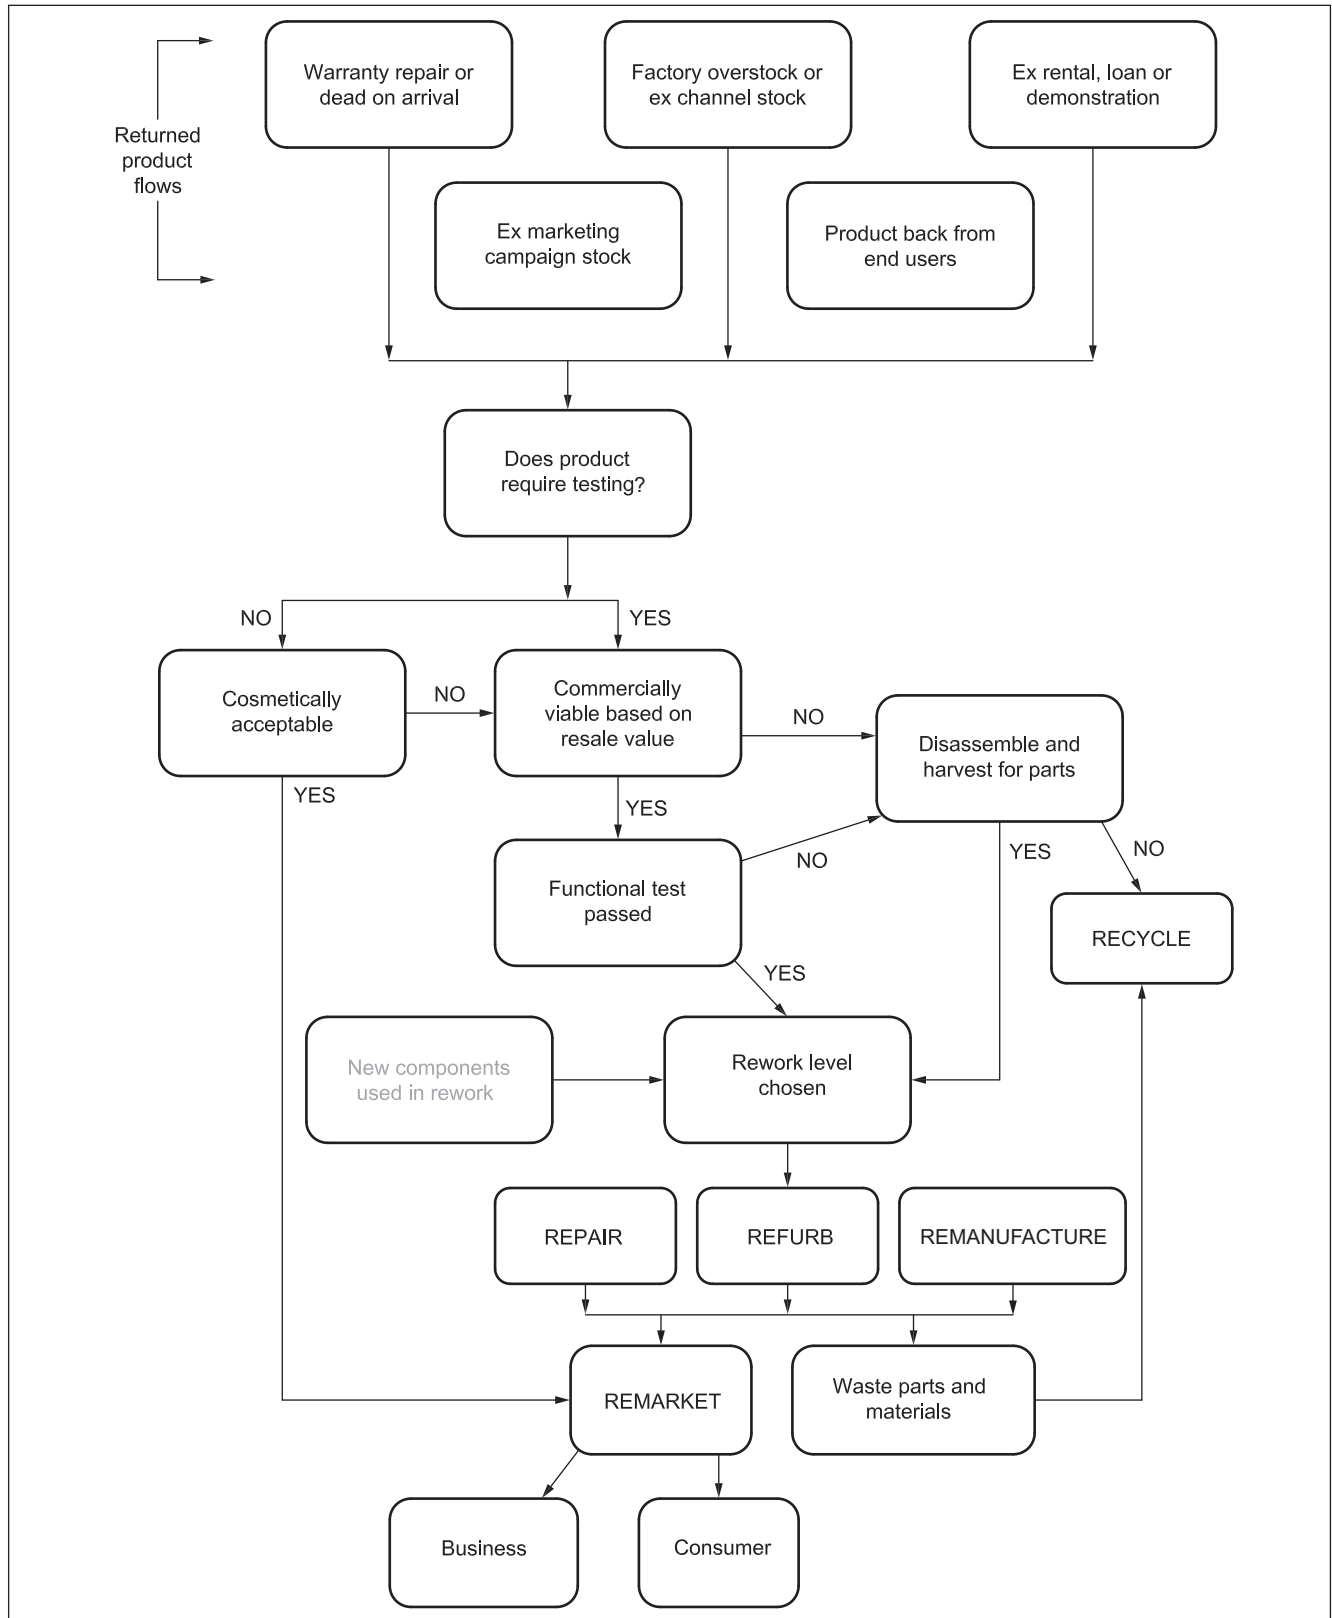 Returned
product
flows
Warranty repair or
dead on arrival
Factory overstock or
ex channel stock
Ex rental, loan or
demonstration
Ex marketing
campaign stock
Product back from
end users
Does product
require testing?
NO
YES
Cosmetically
acceptable
NO
Commercially
viable based on
resale value
NO
Disassemble and
harvest for parts
YES
YES
NO
YES
NO
Functional test
passed
RECYCLE
YES
New components
used in rework
Rework level
chosen
REPAIR
REFURB
REMANUFACTURE
REMARKET
Waste parts and
materials
Business
Consumer